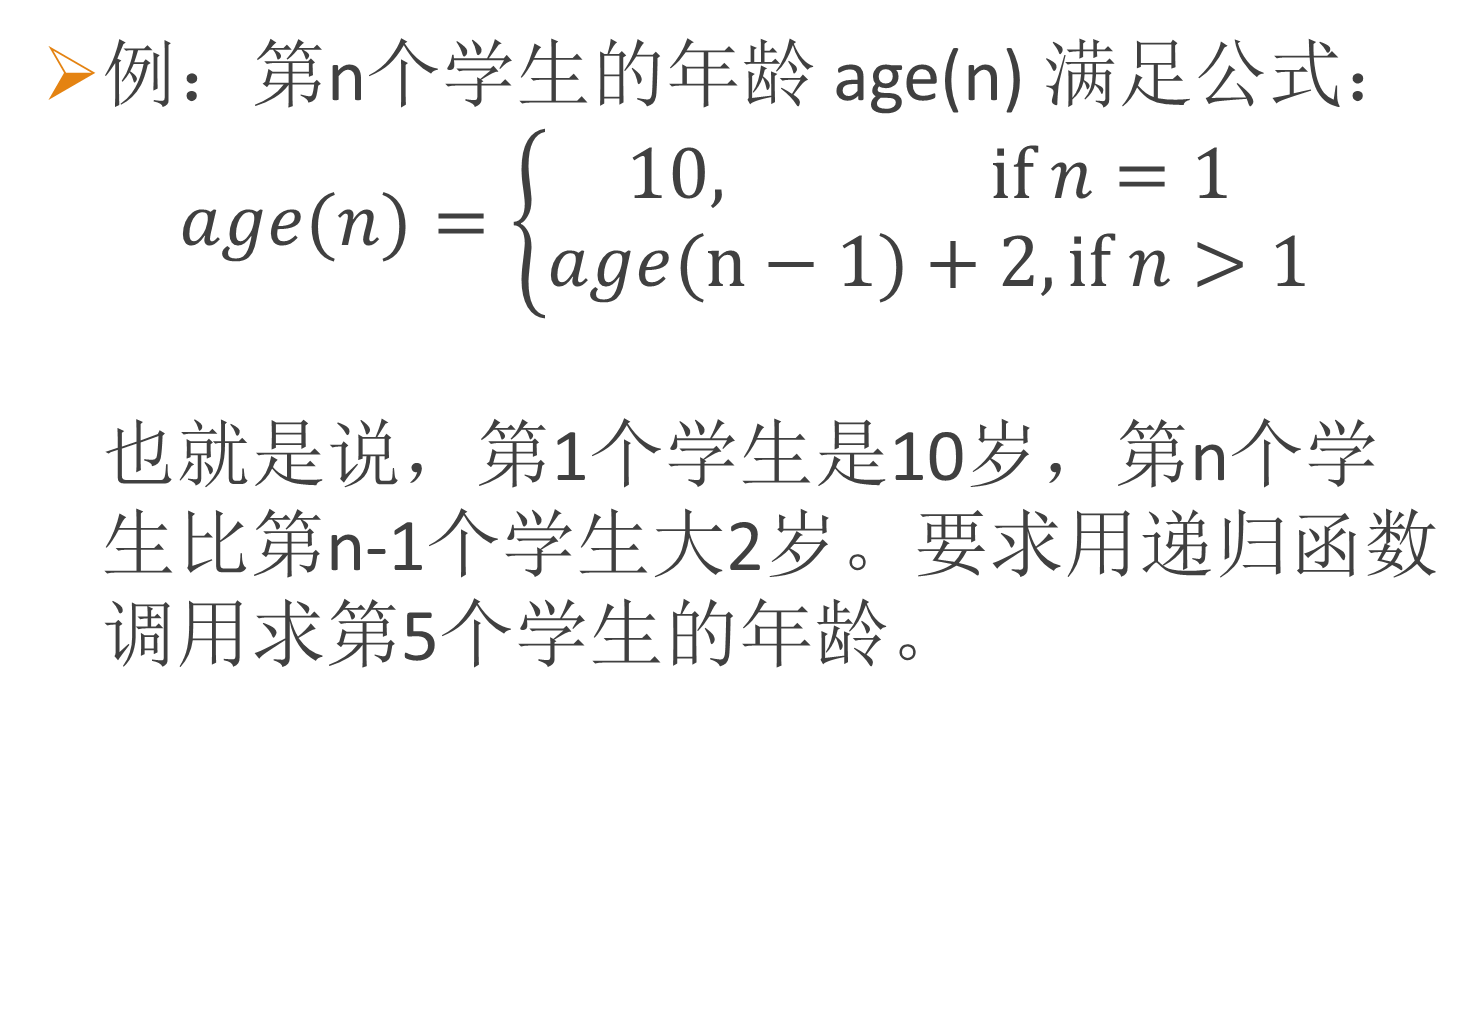 例：第n个学生的年龄 age(n) 满足公式：
10, if n = 1
age(n) =
age(n − 1) + 2, if n > 1
也就是说，第1个学生是10岁，第n个学
生比第n-1个学生大2岁。要求用递归函数
调用求第5个学生的年龄。